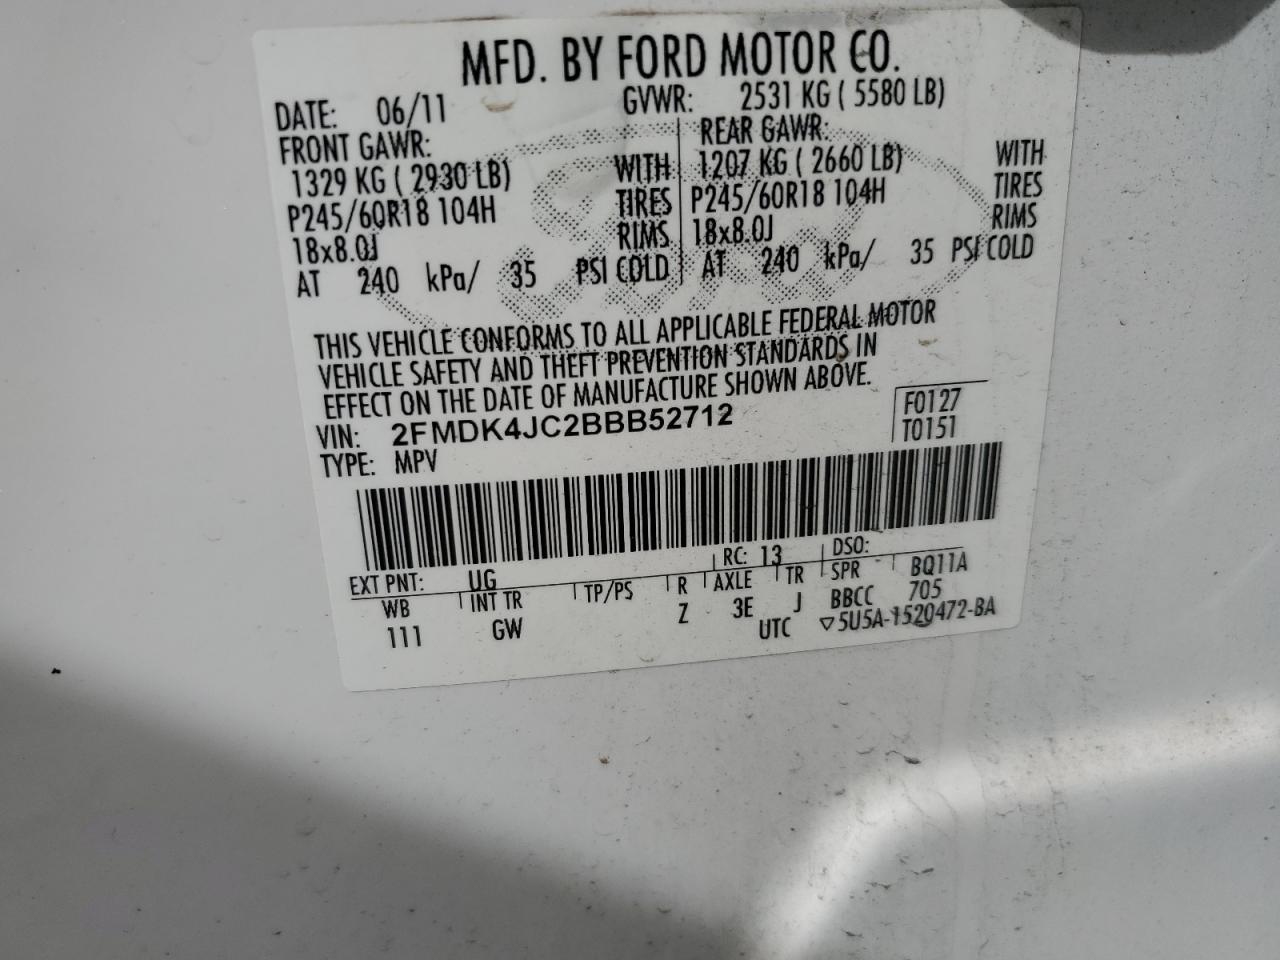 MFD. BY FORD MOTOR CO.
DATE: 06/11 GVWR: 2531 KG ( 5580 LB)
FRONT GAWR: REAR GAWR:
1329 KG ( 2930 LB) WITH 1207 KG ( 2660 LB) WITH
P245/60R18 104H TIRES P245/60R18 104H TIRES
18x8.0J RIMS 18x8.0J RIMS
AT 240 kPa/ 35 PSI COLD AT 240 kPa/ 35 PSI COLD
THIS VEHICLE CONFORMS TO ALL APPLICABLE FEDERAL MOTOR
VEHICLE SAFETY AND THEFT PREVENTION STANDARDS IN
EFFECT ON THE DATE OF MANUFACTURE SHOWN ABOVE.
VIN: 2FMDK4JC2BBB52712 F0127
TYPE: MPV T0151
EXT PNT: UG RC: 13 DSO:
WB INT TR TP/PS R AXLE TR SPR BQ11A
111 GW Z 3E J BBCC 705
UTC ▽5U5A-1520472-BA